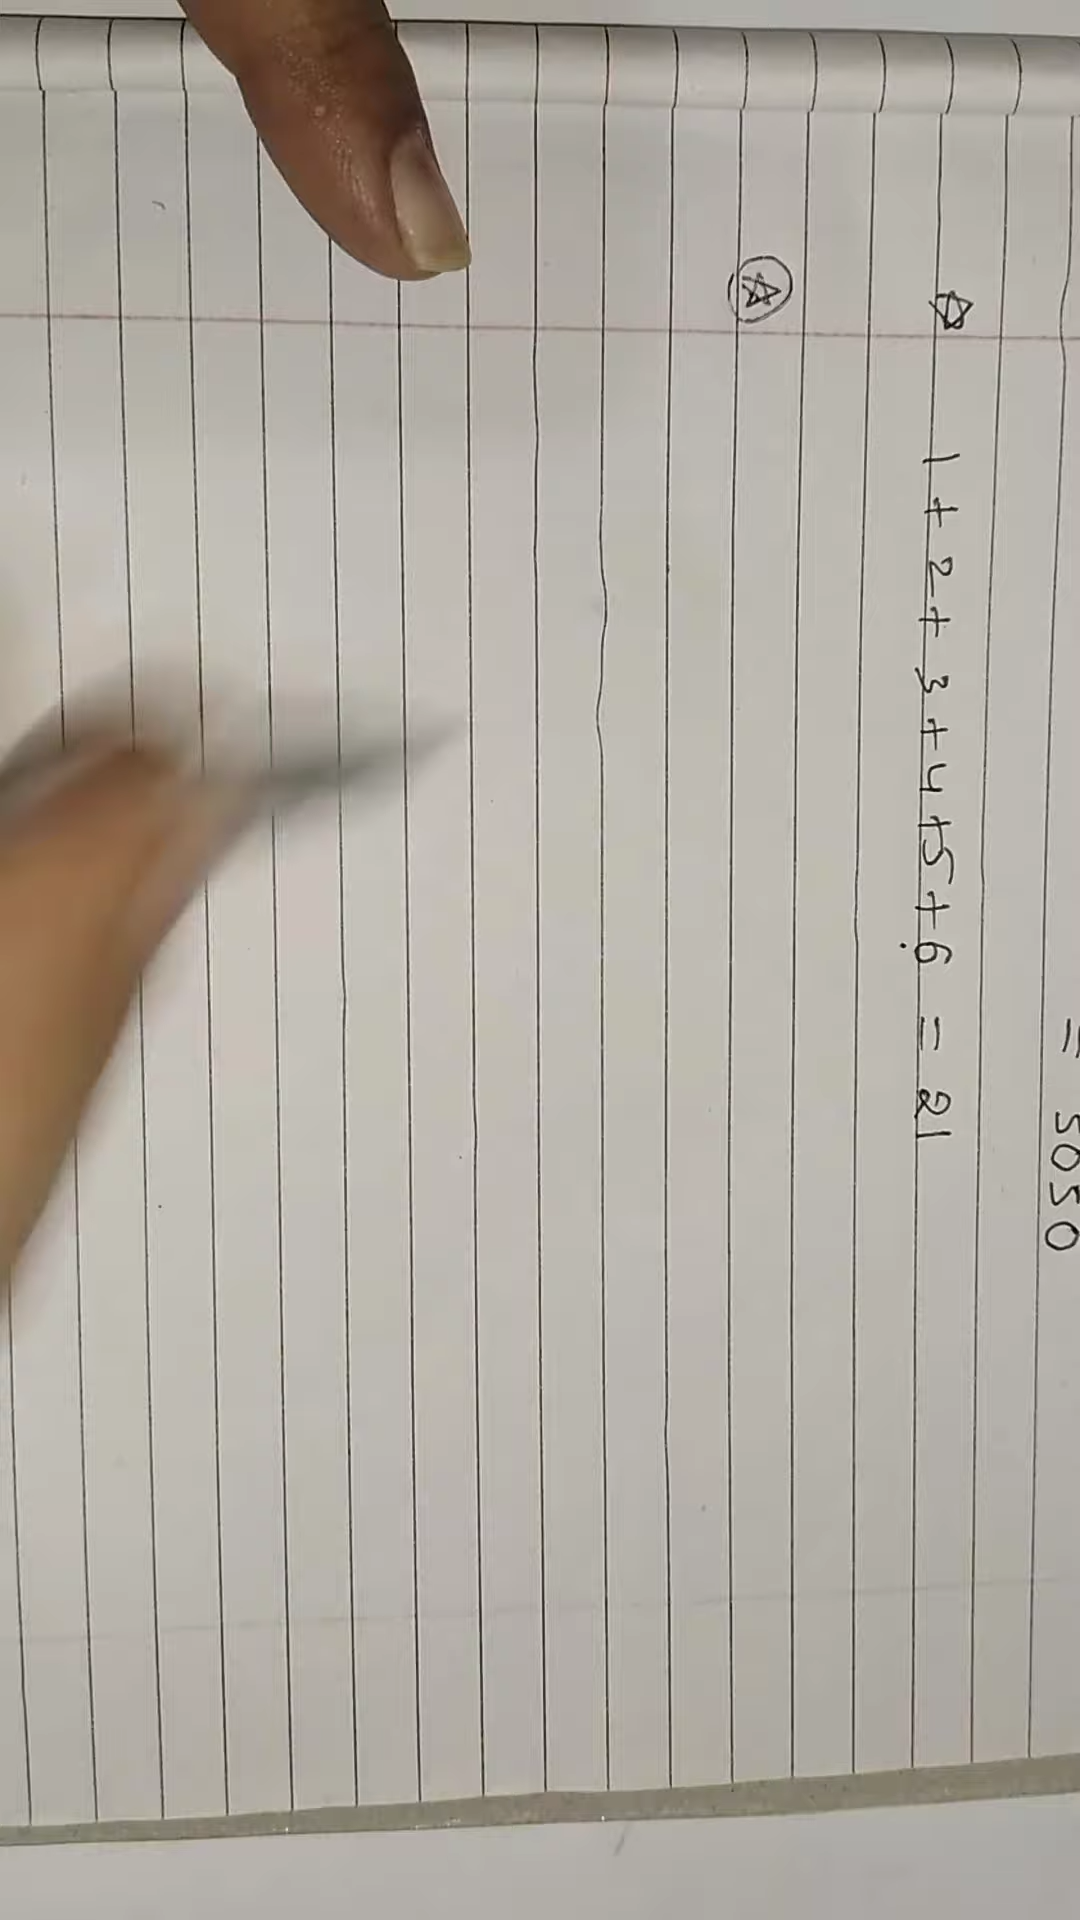 = 5050
☆ 1 + 2 + 3 + 4 + 5 + 6 = 21
☆